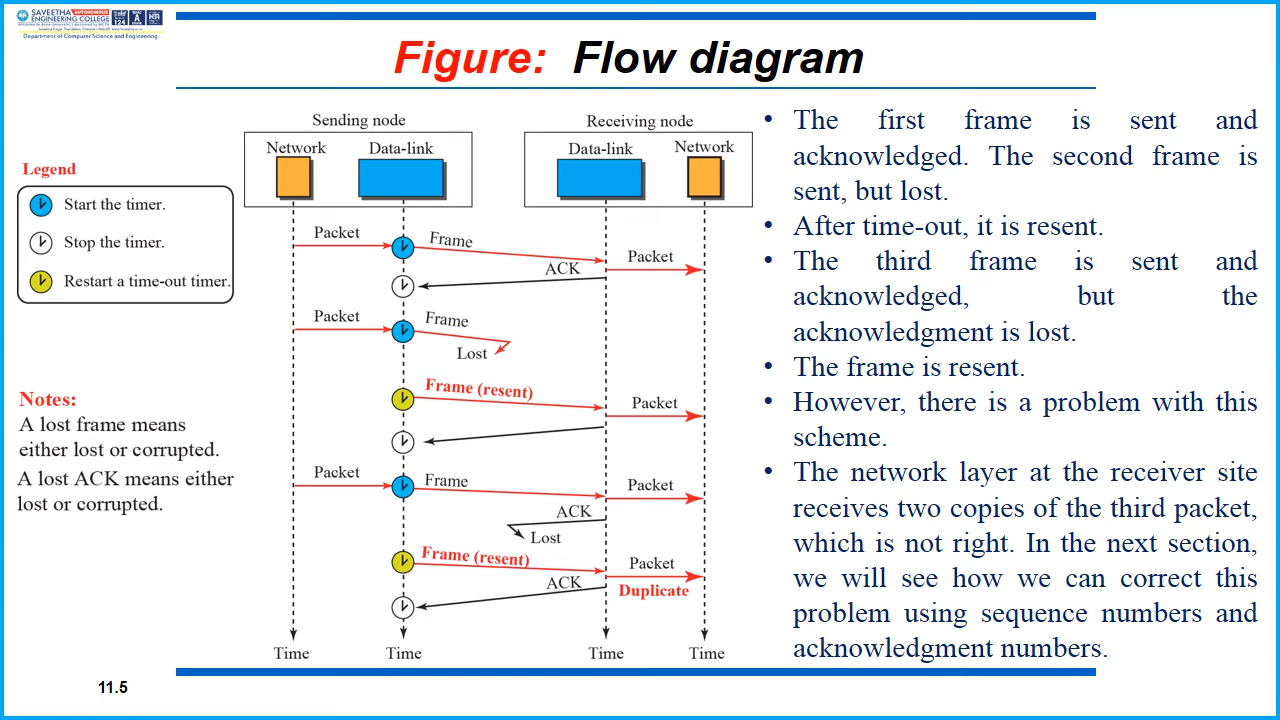 SAVEETHA AUTONOMOUS
ENGINEERING COLLEGE
Department of Computer Science and Engineering
Figure: Flow diagram
Legend
Start the timer.
Stop the timer.
Restart a time-out timer.
Notes:
A lost frame means
either lost or corrupted.
A lost ACK means either
lost or corrupted.
Sending node
Receiving node
Network
Data-link
Data-link
Network
Packet
Frame
Packet
ACK
Packet
Frame
Lost
Frame (resent)
Packet
Packet
Frame
Packet
ACK
Lost
Frame (resent)
Packet
ACK
Duplicate
Time
Time
Time
Time
• The first frame is sent and
acknowledged. The second frame is
sent, but lost.
• After time-out, it is resent.
• The third frame is sent and
acknowledged, but the
acknowledgment is lost.
• The frame is resent.
• However, there is a problem with this
scheme.
• The network layer at the receiver site
receives two copies of the third packet,
which is not right. In the next section,
we will see how we can correct this
problem using sequence numbers and
acknowledgment numbers.
11.5